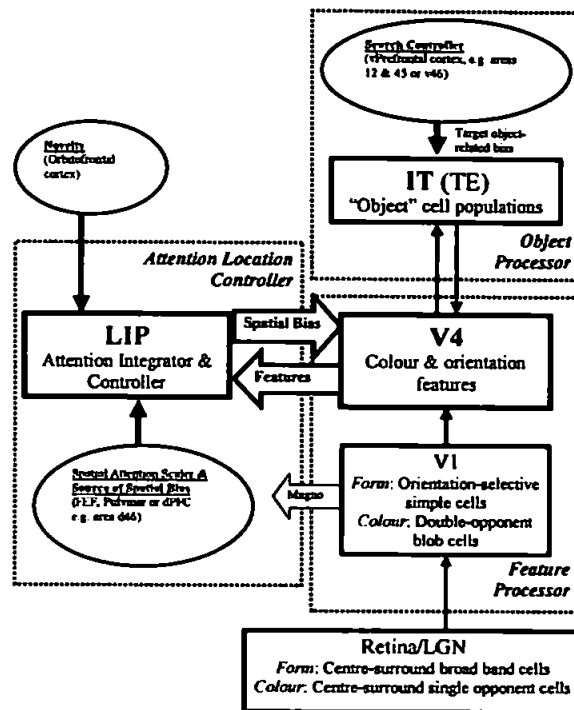 Search Controller
(vPrefrontal cortex, e.g. areas
12 & 45 or v46)
Target object-
related bias
IT (TE)
"Object" cell populations
Object
Processor
Novelty
(Orbitofrontal
cortex)
Attention Location
Controller
LIP
Attention Integrator &
Controller
Spatial Bias
Features
V4
Colour & orientation
features
Spatial Attention Scaler &
Source of Spatial Bias
(FEF, Pulvinar or dPFC
e.g. area d46)
Magno
V1
Form: Orientation-selective
simple cells
Colour: Double-opponent
blob cells
Feature
Processor
Retina/LGN
Form: Centre-surround broad band cells
Colour: Centre-surround single opponent cells